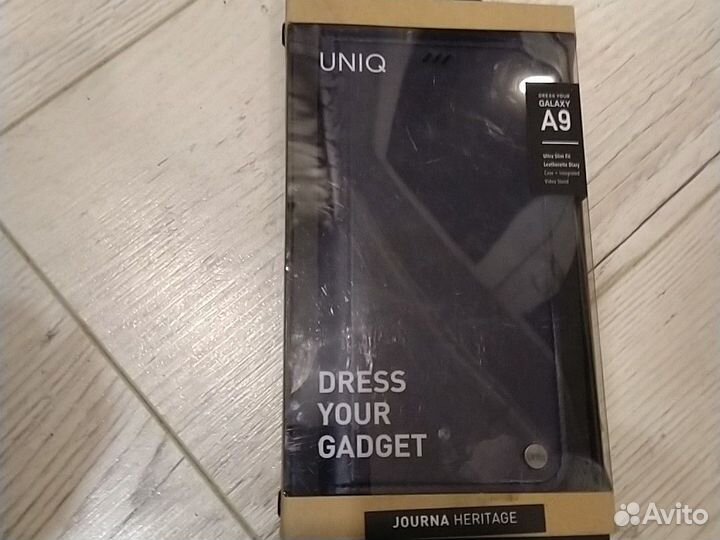 UNIQ
DRESS YOUR
GALAXY
A9
Ultra Slim Fit
Leatherette Diary
Case + Integrated
Video Stand
DRESS
YOUR
GADGET
JOURNA HERITAGE
Avito